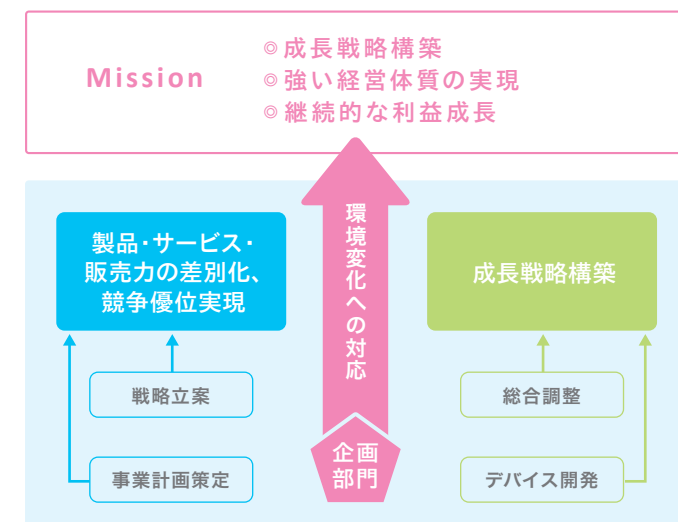 Mission
◎成長戦略構築
◎強い経営体質の実現
◎継続的な利益成長
製品・サービス・
販売力の差別化、
競争優位実現
戦略立案
事業計画策定
環境変化への対応
企画
部門
成長戦略構築
総合調整
デバイス開発